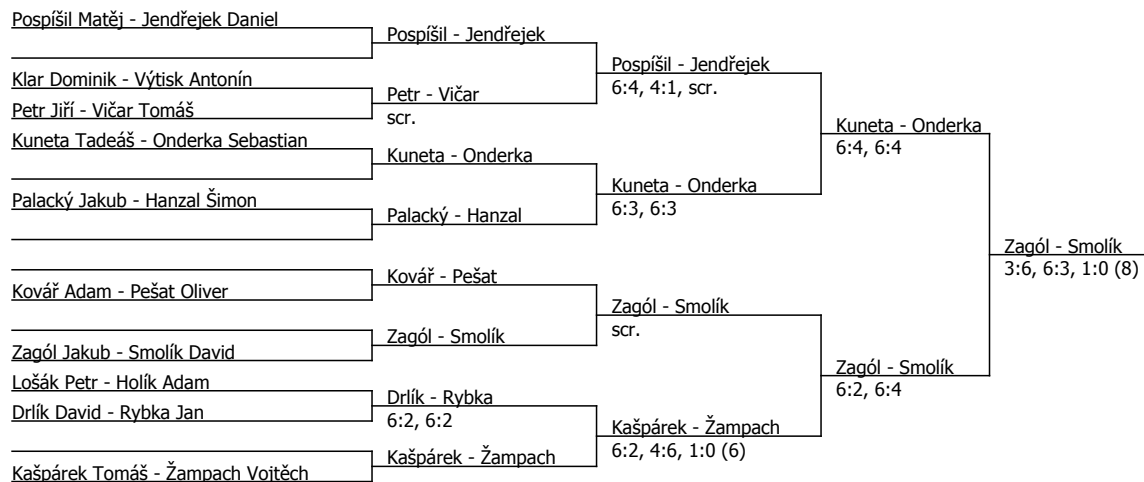 Pospíšil Matěj - Jendřejek Daniel
Klar Dominik - Výtisk Antonín
Petr Jiří - Vičar Tomáš
Kuneta Tadeáš - Onderka Sebastian
Palacký Jakub - Hanzal Šimon
Kovář Adam - Pešat Oliver
Zagól Jakub - Smolík David
Lošák Petr - Holík Adam
Drlík David - Rybka Jan
Kašpárek Tomáš - Žampach Vojtěch
Pospíšil - Jendřejek
Petr - Vičar
scr.
Kuneta - Onderka
Palacký - Hanzal
Kovář - Pešat
Zagól - Smolík
Drlík - Rybka
6:2, 6:2
Kašpárek - Žampach
Pospíšil - Jendřejek
6:4, 4:1, scr.
Kuneta - Onderka
6:3, 6:3
Zagól - Smolík
scr.
Kašpárek - Žampach
6:2, 4:6, 1:0 (6)
Kuneta - Onderka
6:4, 6:4
Zagól - Smolík
6:2, 6:4
Zagól - Smolík
3:6, 6:3, 1:0 (8)